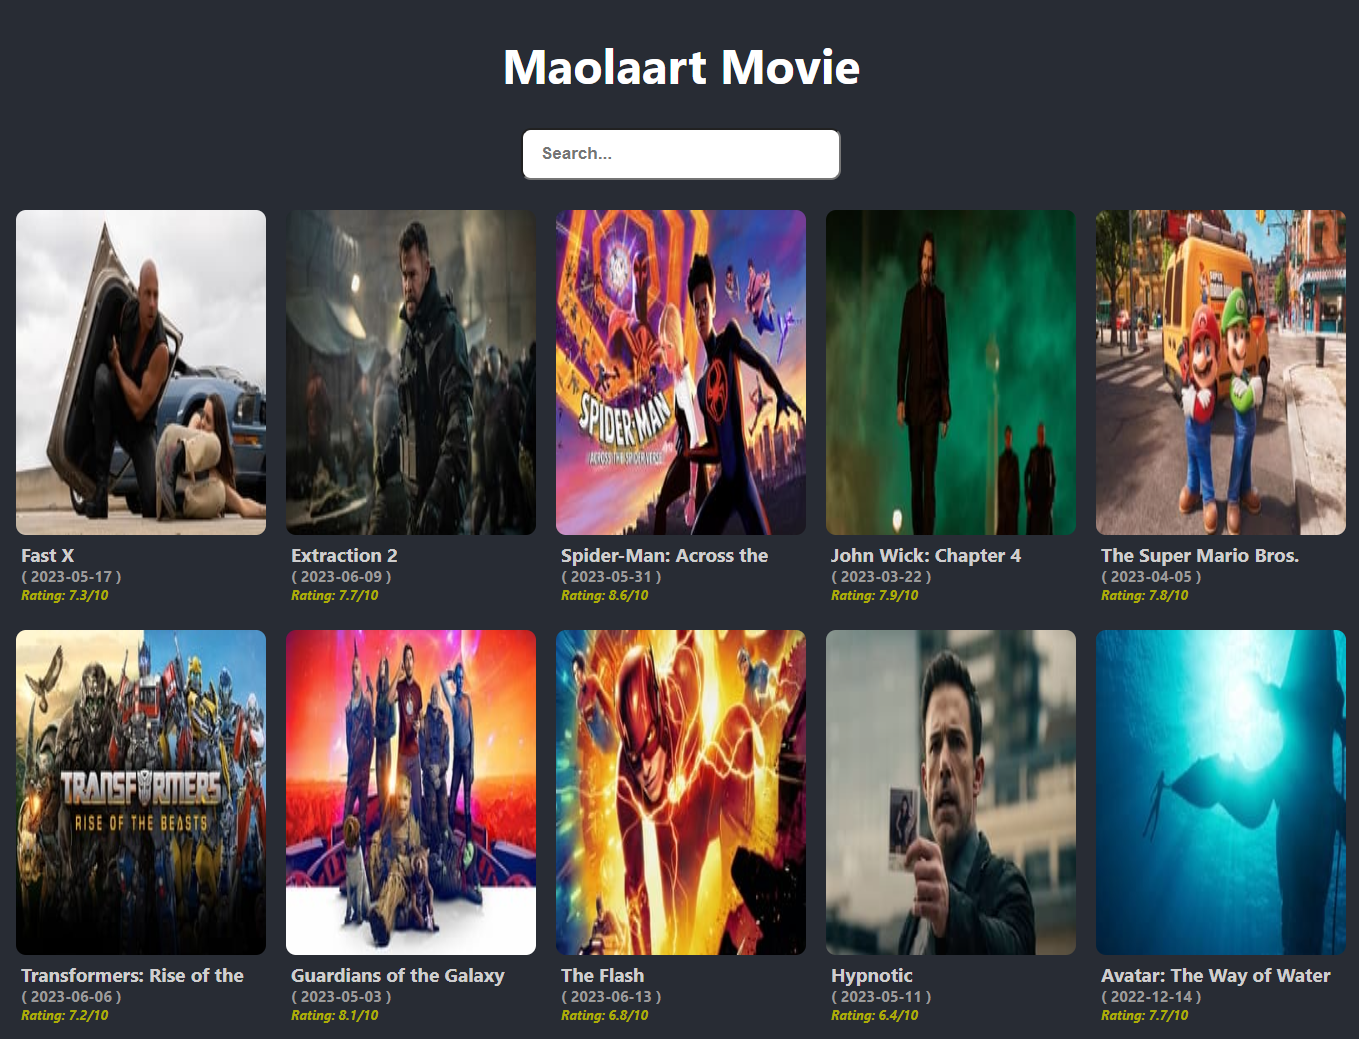 Maolaart Movie
Search...
SUPER
SPIDER-MAN
ACROSS THE SPIDER-VERSE
Fast X
( 2023-05-17 )
Rating: 7.3/10
Extraction 2
( 2023-06-09 )
Rating: 7.7/10
Spider-Man: Across the
( 2023-05-31 )
Rating: 8.6/10
John Wick: Chapter 4
( 2023-03-22 )
Rating: 7.9/10
The Super Mario Bros.
( 2023-04-05 )
Rating: 7.8/10
TRANSFORMERS
RISE OF THE BEASTS
Transformers: Rise of the
( 2023-06-06 )
Rating: 7.2/10
Guardians of the Galaxy
( 2023-05-03 )
Rating: 8.1/10
The Flash
( 2023-06-13 )
Rating: 6.8/10
Hypnotic
( 2023-05-11 )
Rating: 6.4/10
Avatar: The Way of Water
( 2022-12-14 )
Rating: 7.7/10